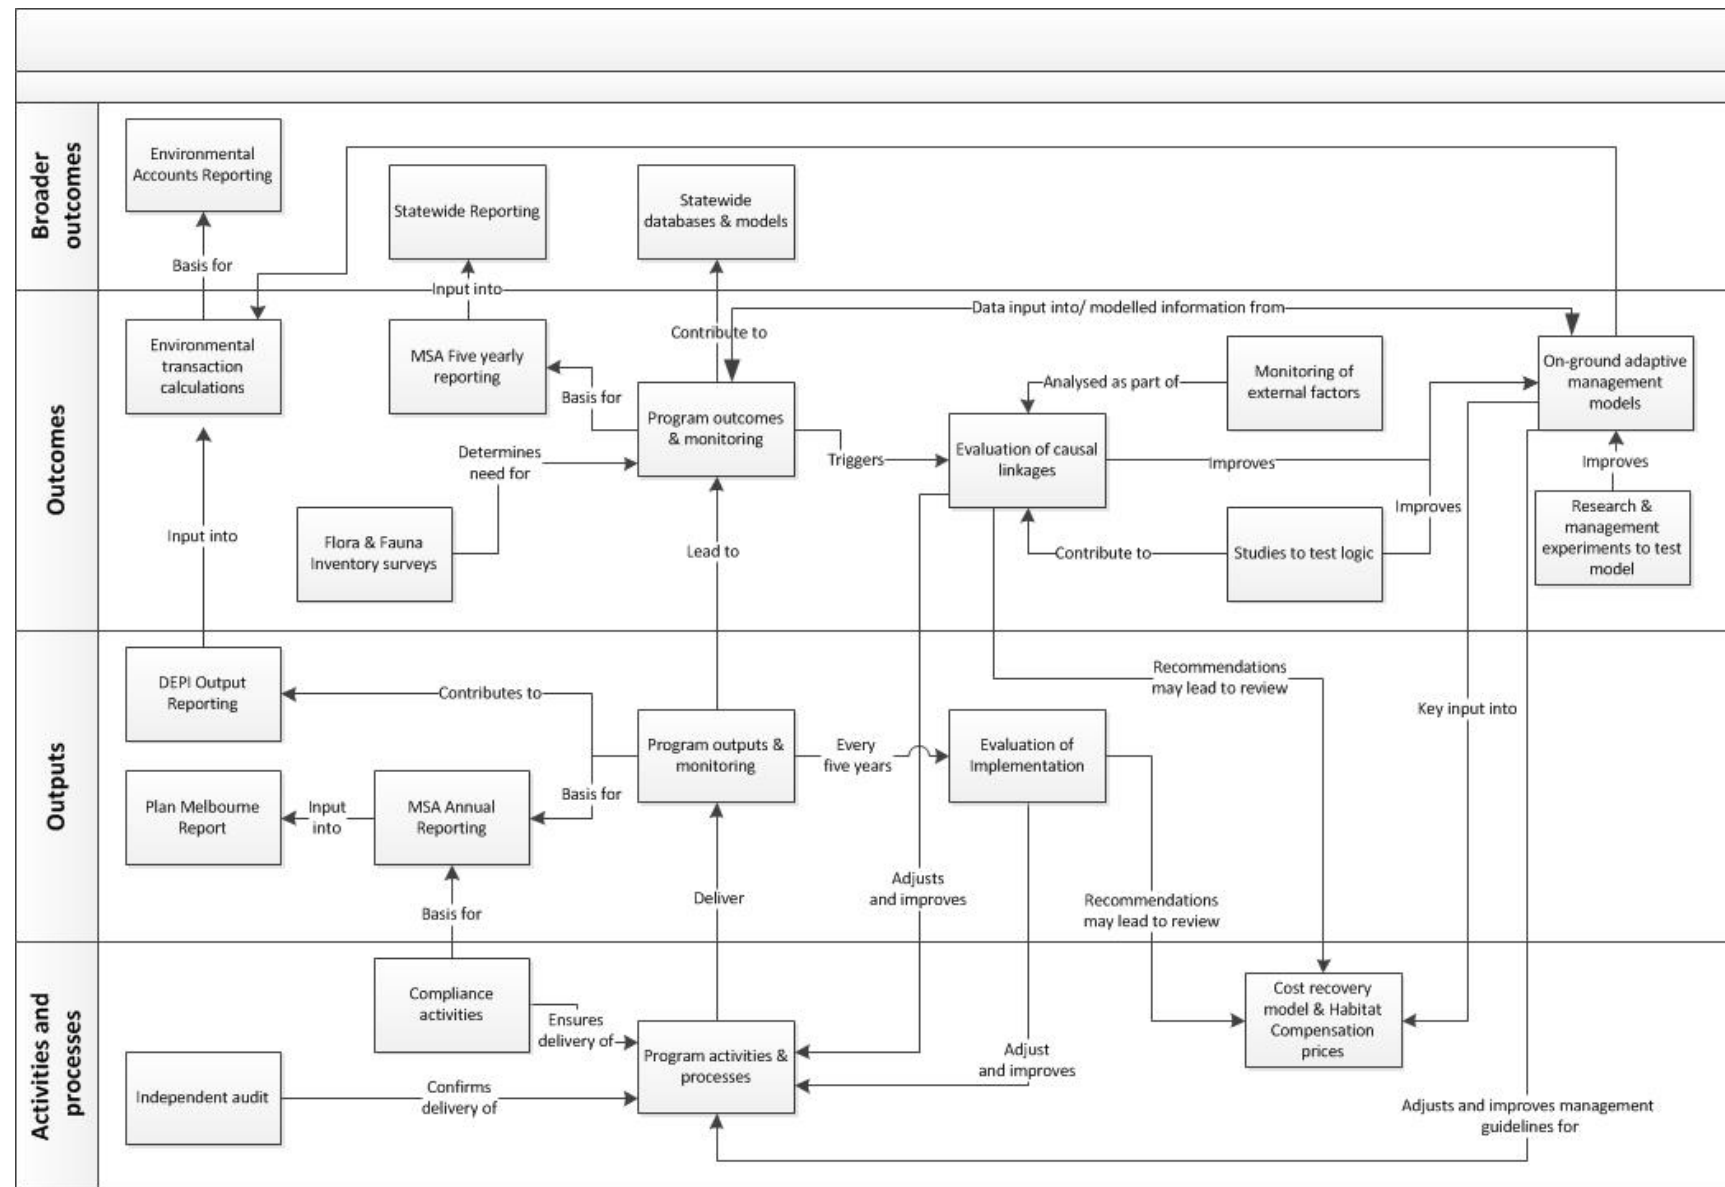 Broader
outcomes
Environmental
Accounts Reporting
Statewide Reporting
Statewide
databases & models
Basis for
Input into
Contribute to
Data input into/ modelled information from
Outcomes
Environmental
transaction
calculations
MSA Five yearly
reporting
Basis for
Program outcomes
& monitoring
Determines
need for
Flora & Fauna
Inventory surveys
Triggers
Analysed as part of
Monitoring of
external factors
Evaluation of causal
linkages
Improves
On-ground adaptive
management
models
Improves
Improves
Research &
management
experiments to test
model
Contribute to
Studies to test logic
Input into
Lead to
Outputs
DEPI Output
Reporting
Contributes to
Program outputs &
monitoring
Every
five years
Evaluation of
Implementation
Recommendations
may lead to review
Key input into
Plan Melbourne
Report
Input
into
MSA Annual
Reporting
Basis for
Basis for
Deliver
Adjusts
and improves
Recommendations
may lead to review
Activities and
processes
Compliance
activities
Ensures
delivery of
Program activities &
processes
Independent audit
Confirms
delivery of
Adjust
and improves
Cost recovery
model & Habitat
Compensation
prices
Adjusts and improves management
guidelines for